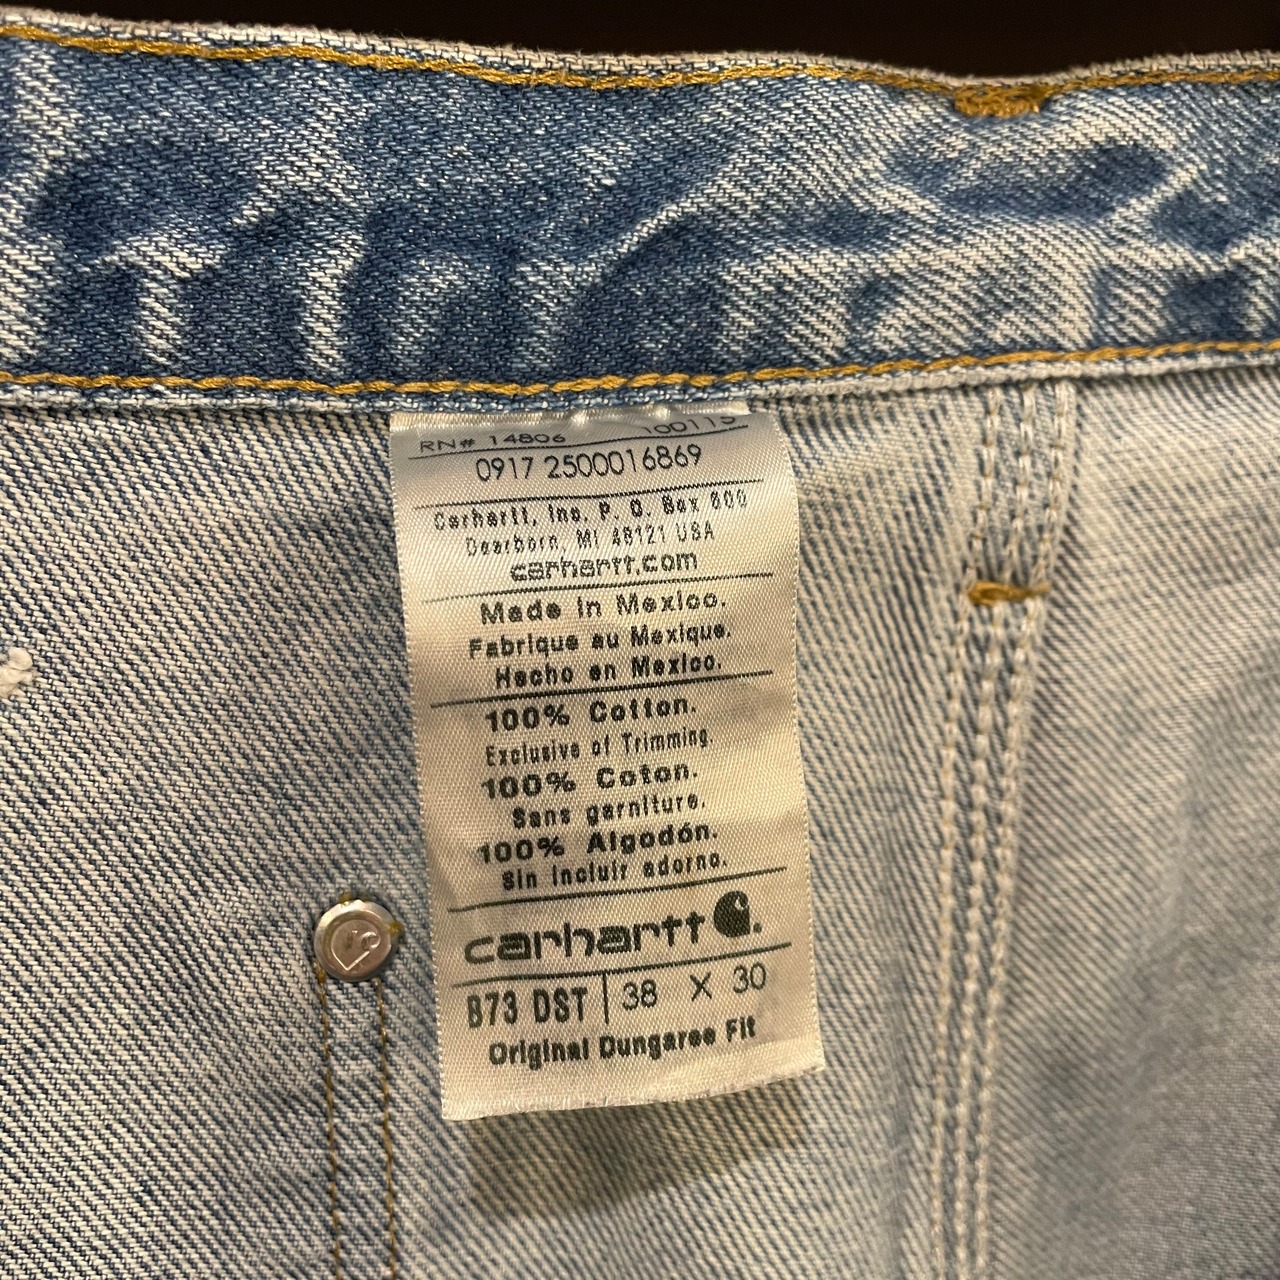 RN# 14806 100115
0917 2500016869
Carhartt, Inc. P. O. Box 600
Dearborn, MI 48121 USA
carhartt.com
Made in Mexico.
Fabrique au Mexique.
Hecho en Mexico.
100% Cotton.
Exclusive of Trimming.
100% Coton.
Sans garniture.
100% Algodón.
Sin incluir adorno.
carhartt.
B73 DST | 38 X 30
Original Dungaree Fit